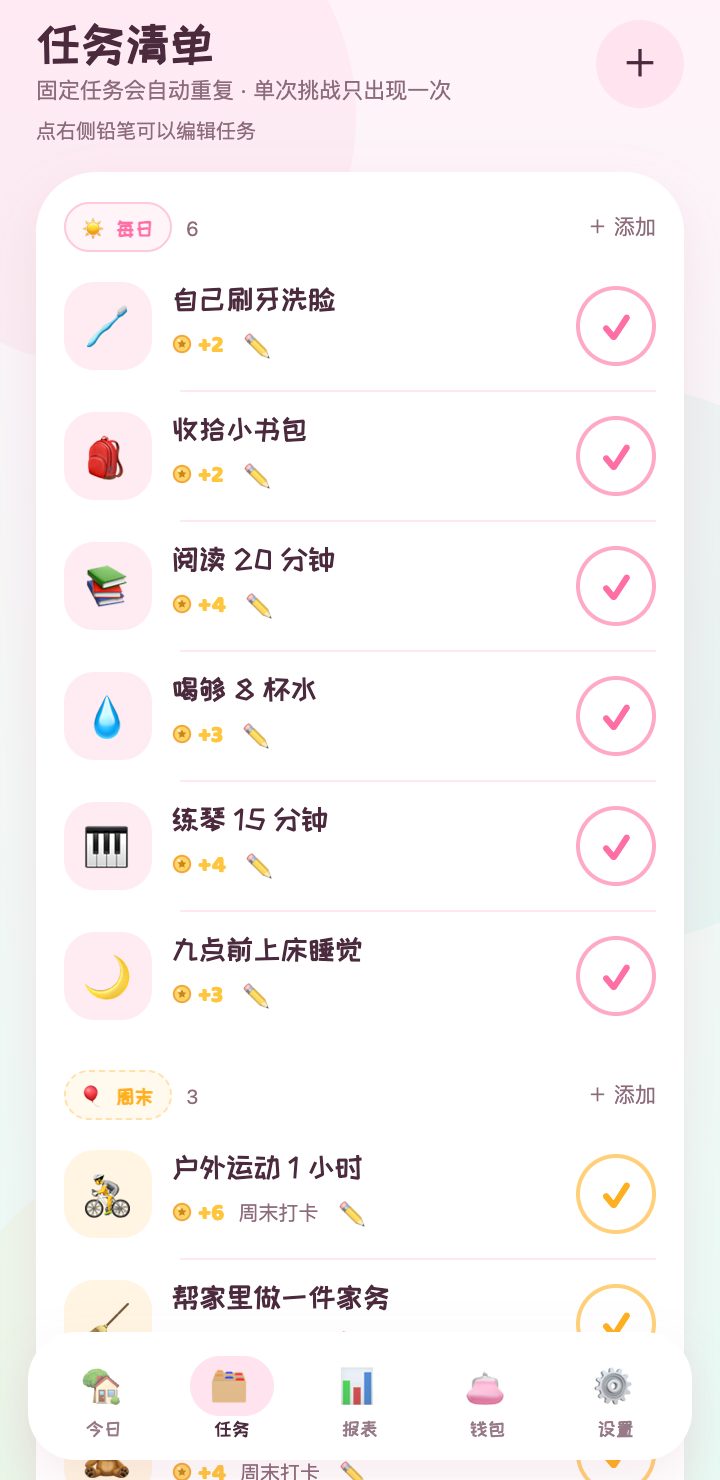 任务清单
固定任务会自动重复 · 单次挑战只出现一次
点右侧铅笔可以编辑任务
每日 6 + 添加
自己刷牙洗脸
+2
收拾小书包
+2
阅读 20 分钟
+4
喝够 8 杯水
+3
练琴 15 分钟
+4
九点前上床睡觉
+3
周末 3 + 添加
户外运动 1 小时
+6 周末打卡
帮家里做一件家务
今日 任务 报表 钱包 设置
+4 周末打卡